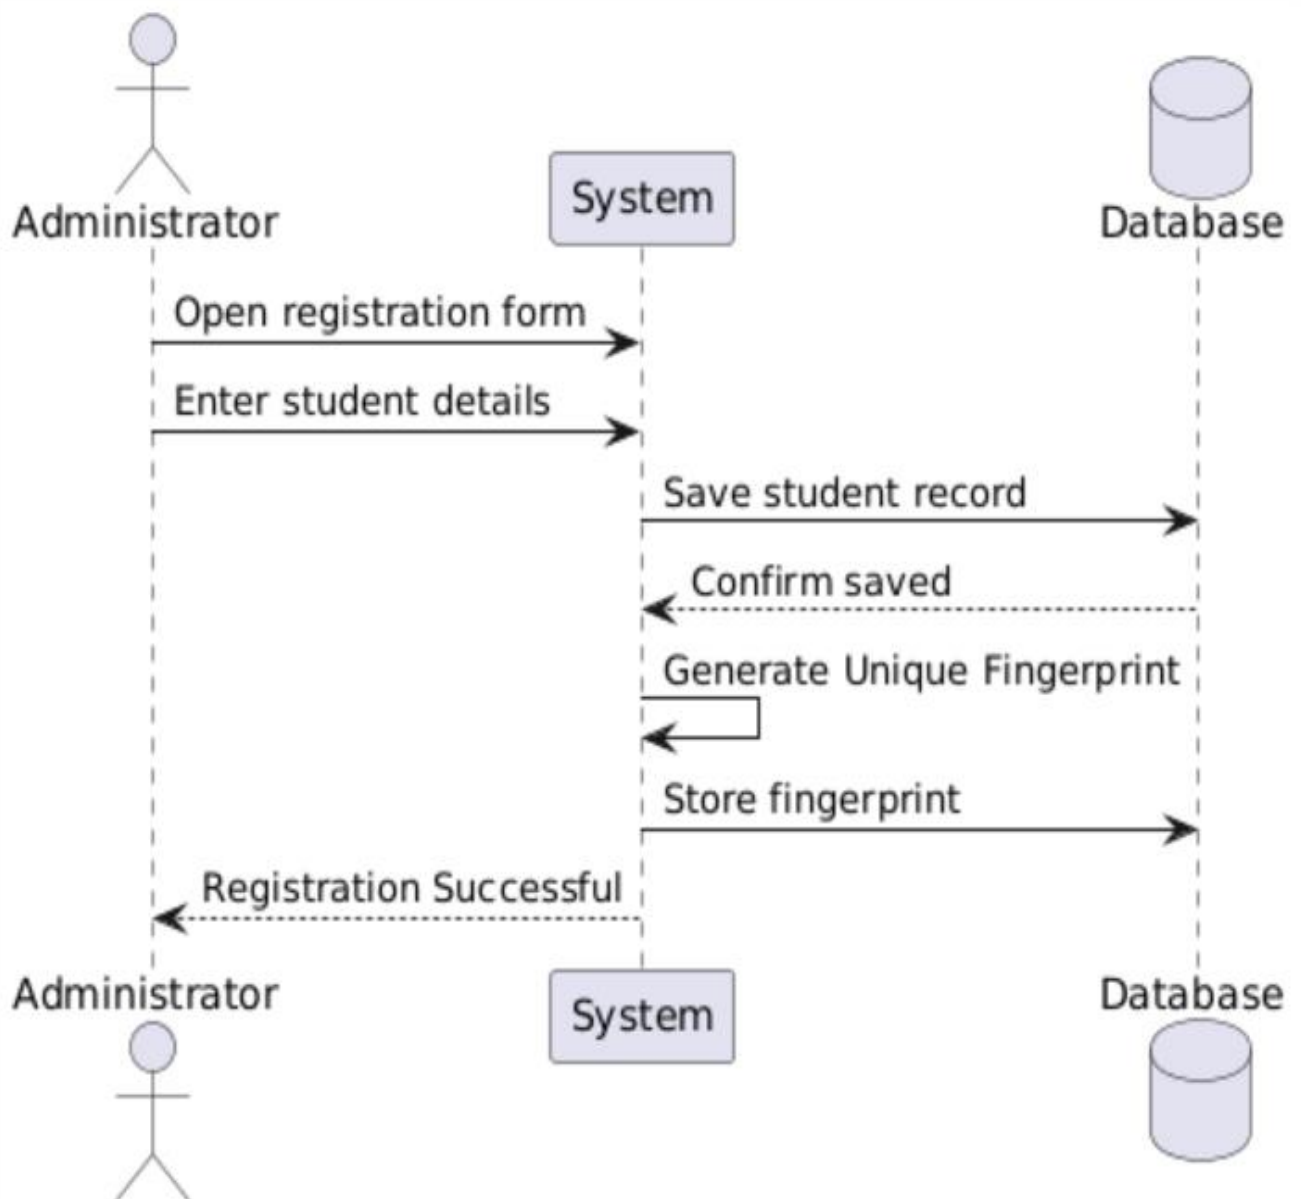 Administrator
System
Database
Open registration form
Enter student details
Save student record
Confirm saved
Generate Unique Fingerprint
Store fingerprint
Registration Successful
Administrator
System
Database